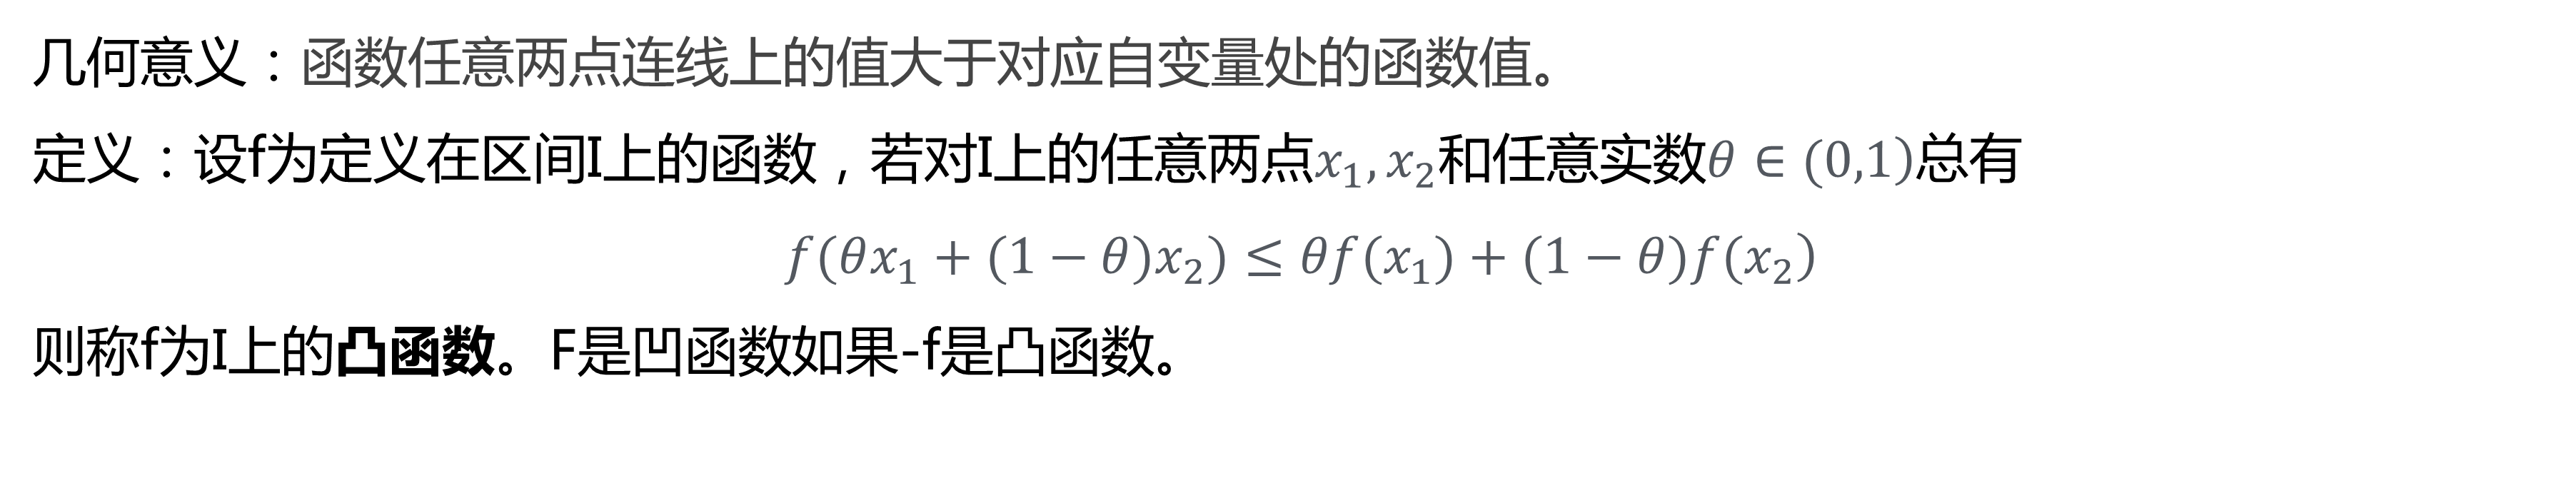 几何意义：函数任意两点连线上的值大于对应自变量处的函数值。
定义：设f为定义在区间I上的函数，若对I上的任意两点x₁, x₂和任意实数θ ∈ (0,1)总有
f(θx₁ + (1 − θ)x₂) ≤ θf(x₁) + (1 − θ)f(x₂)
则称f为I上的凸函数。F是凹函数如果-f是凸函数。